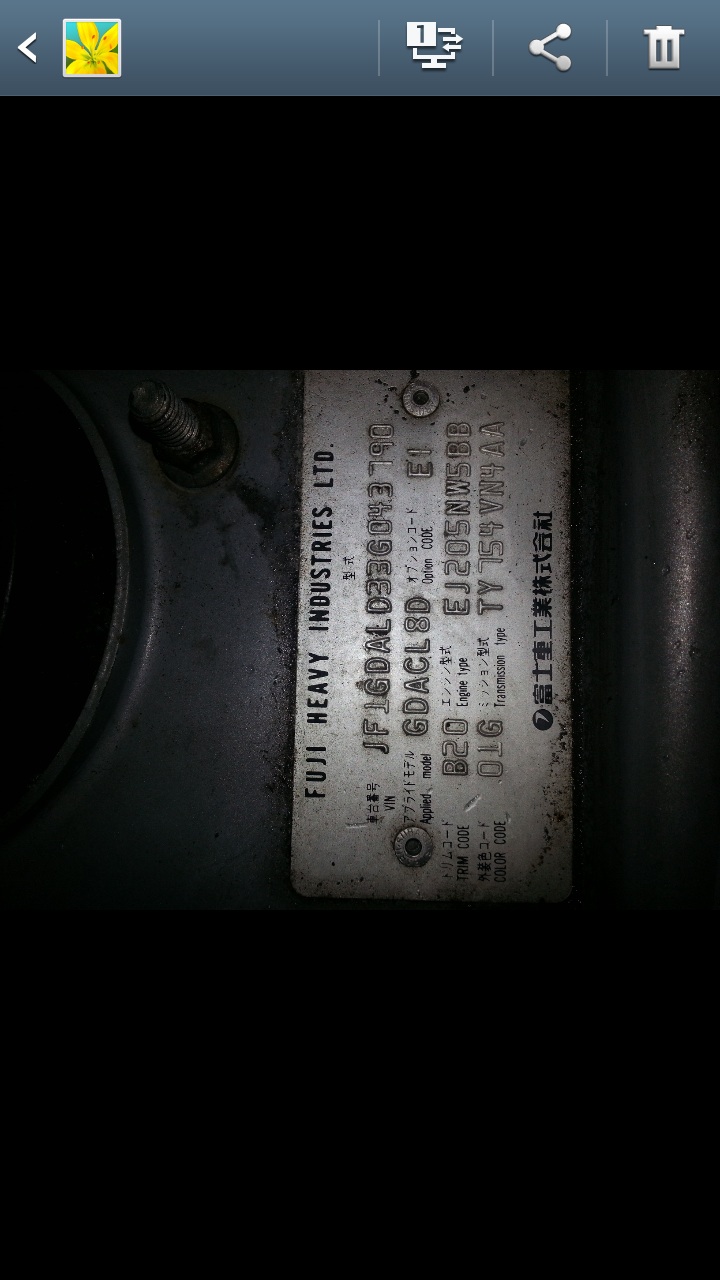 1
FUJI HEAVY INDUSTRIES LTD.
型式
車台番号
VIN JF1GDALD33G043790
アプライドモデル オプションコード
Applied model GDACL8D Option CODE E1
トリムコード エンジン型式
TRIM CODE B20 Engine type EJ205NW5BB
外装色コード ミッション型式
COLOR CODE 01G Transmission type TY754VN4AA
富士重工業株式会社